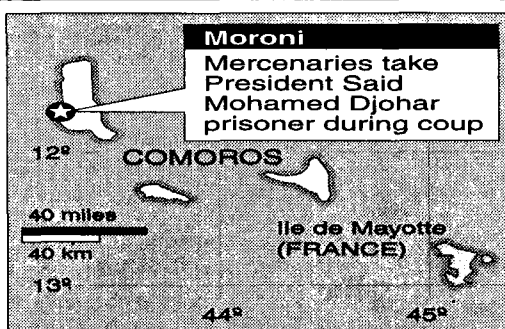 Moroni
Mercenaries take
President Said
Mohamed Djohar
prisoner during coup
12º
COMOROS
40 miles
40 km
Ile de Mayotte
(FRANCE)
13º
44º
45º